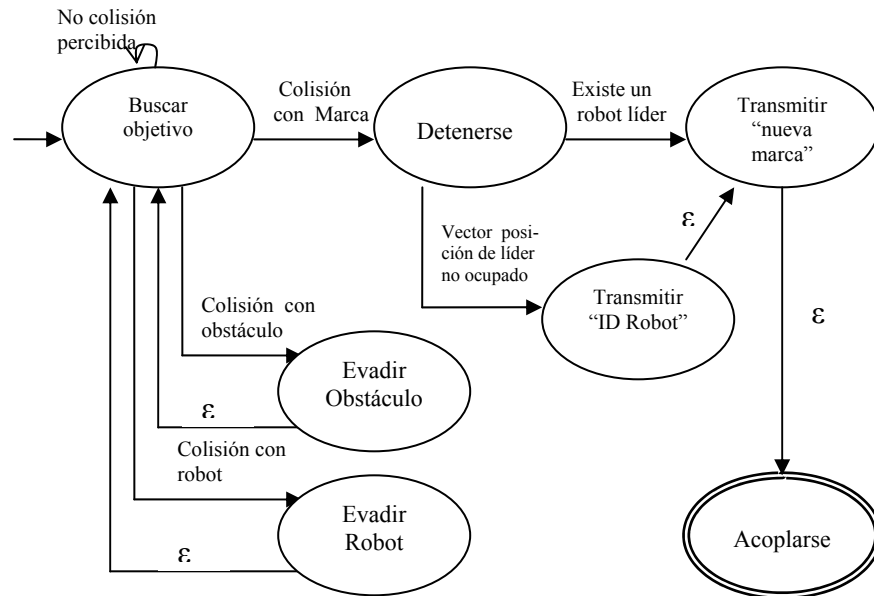 No colisión
percibida
Buscar
objetivo
Colisión
con Marca
Detenerse
Existe un
robot líder
Transmitir
“nueva
marca”
Vector posi-
ción de líder
no ocupado
ε
Transmitir
“ID Robot”
ε
Colisión con
obstáculo
Evadir
Obstáculo
ε
Colisión con
robot
Evadir
Robot
ε
Acoplarse